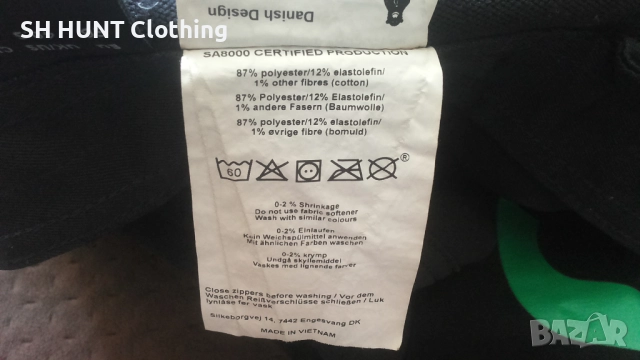 SH HUNT Clothing
Danish Design
SA8000 CERTIFIED PRODUCTION
87% polyester/12% elastolefin/
1% other fibres (cotton)
87% Polyester/12% Elastolefin/
1% andere Fasern (Baumwolle)
87% polyester/12% elastolefin/
1% øvrige fibre (bomuld)
60 ®
0-2 % Shrinkage
Do not use fabric softener
Wash with similar colours
0-2% Einlaufen
Kein Weichspülmittel anwenden
Mit ähnlichen Farben waschen
0-2% krymp
Undgå skyllemiddel
Vaskes med lignende farver
Close zippers before washing / Vor dem
Waschen Reißverschlüsse schließen / Luk
lynlåse før vask
Silkeborgvej 14, 7442 Engesvang DK
MADE IN VIETNAM
BAZAR.bg